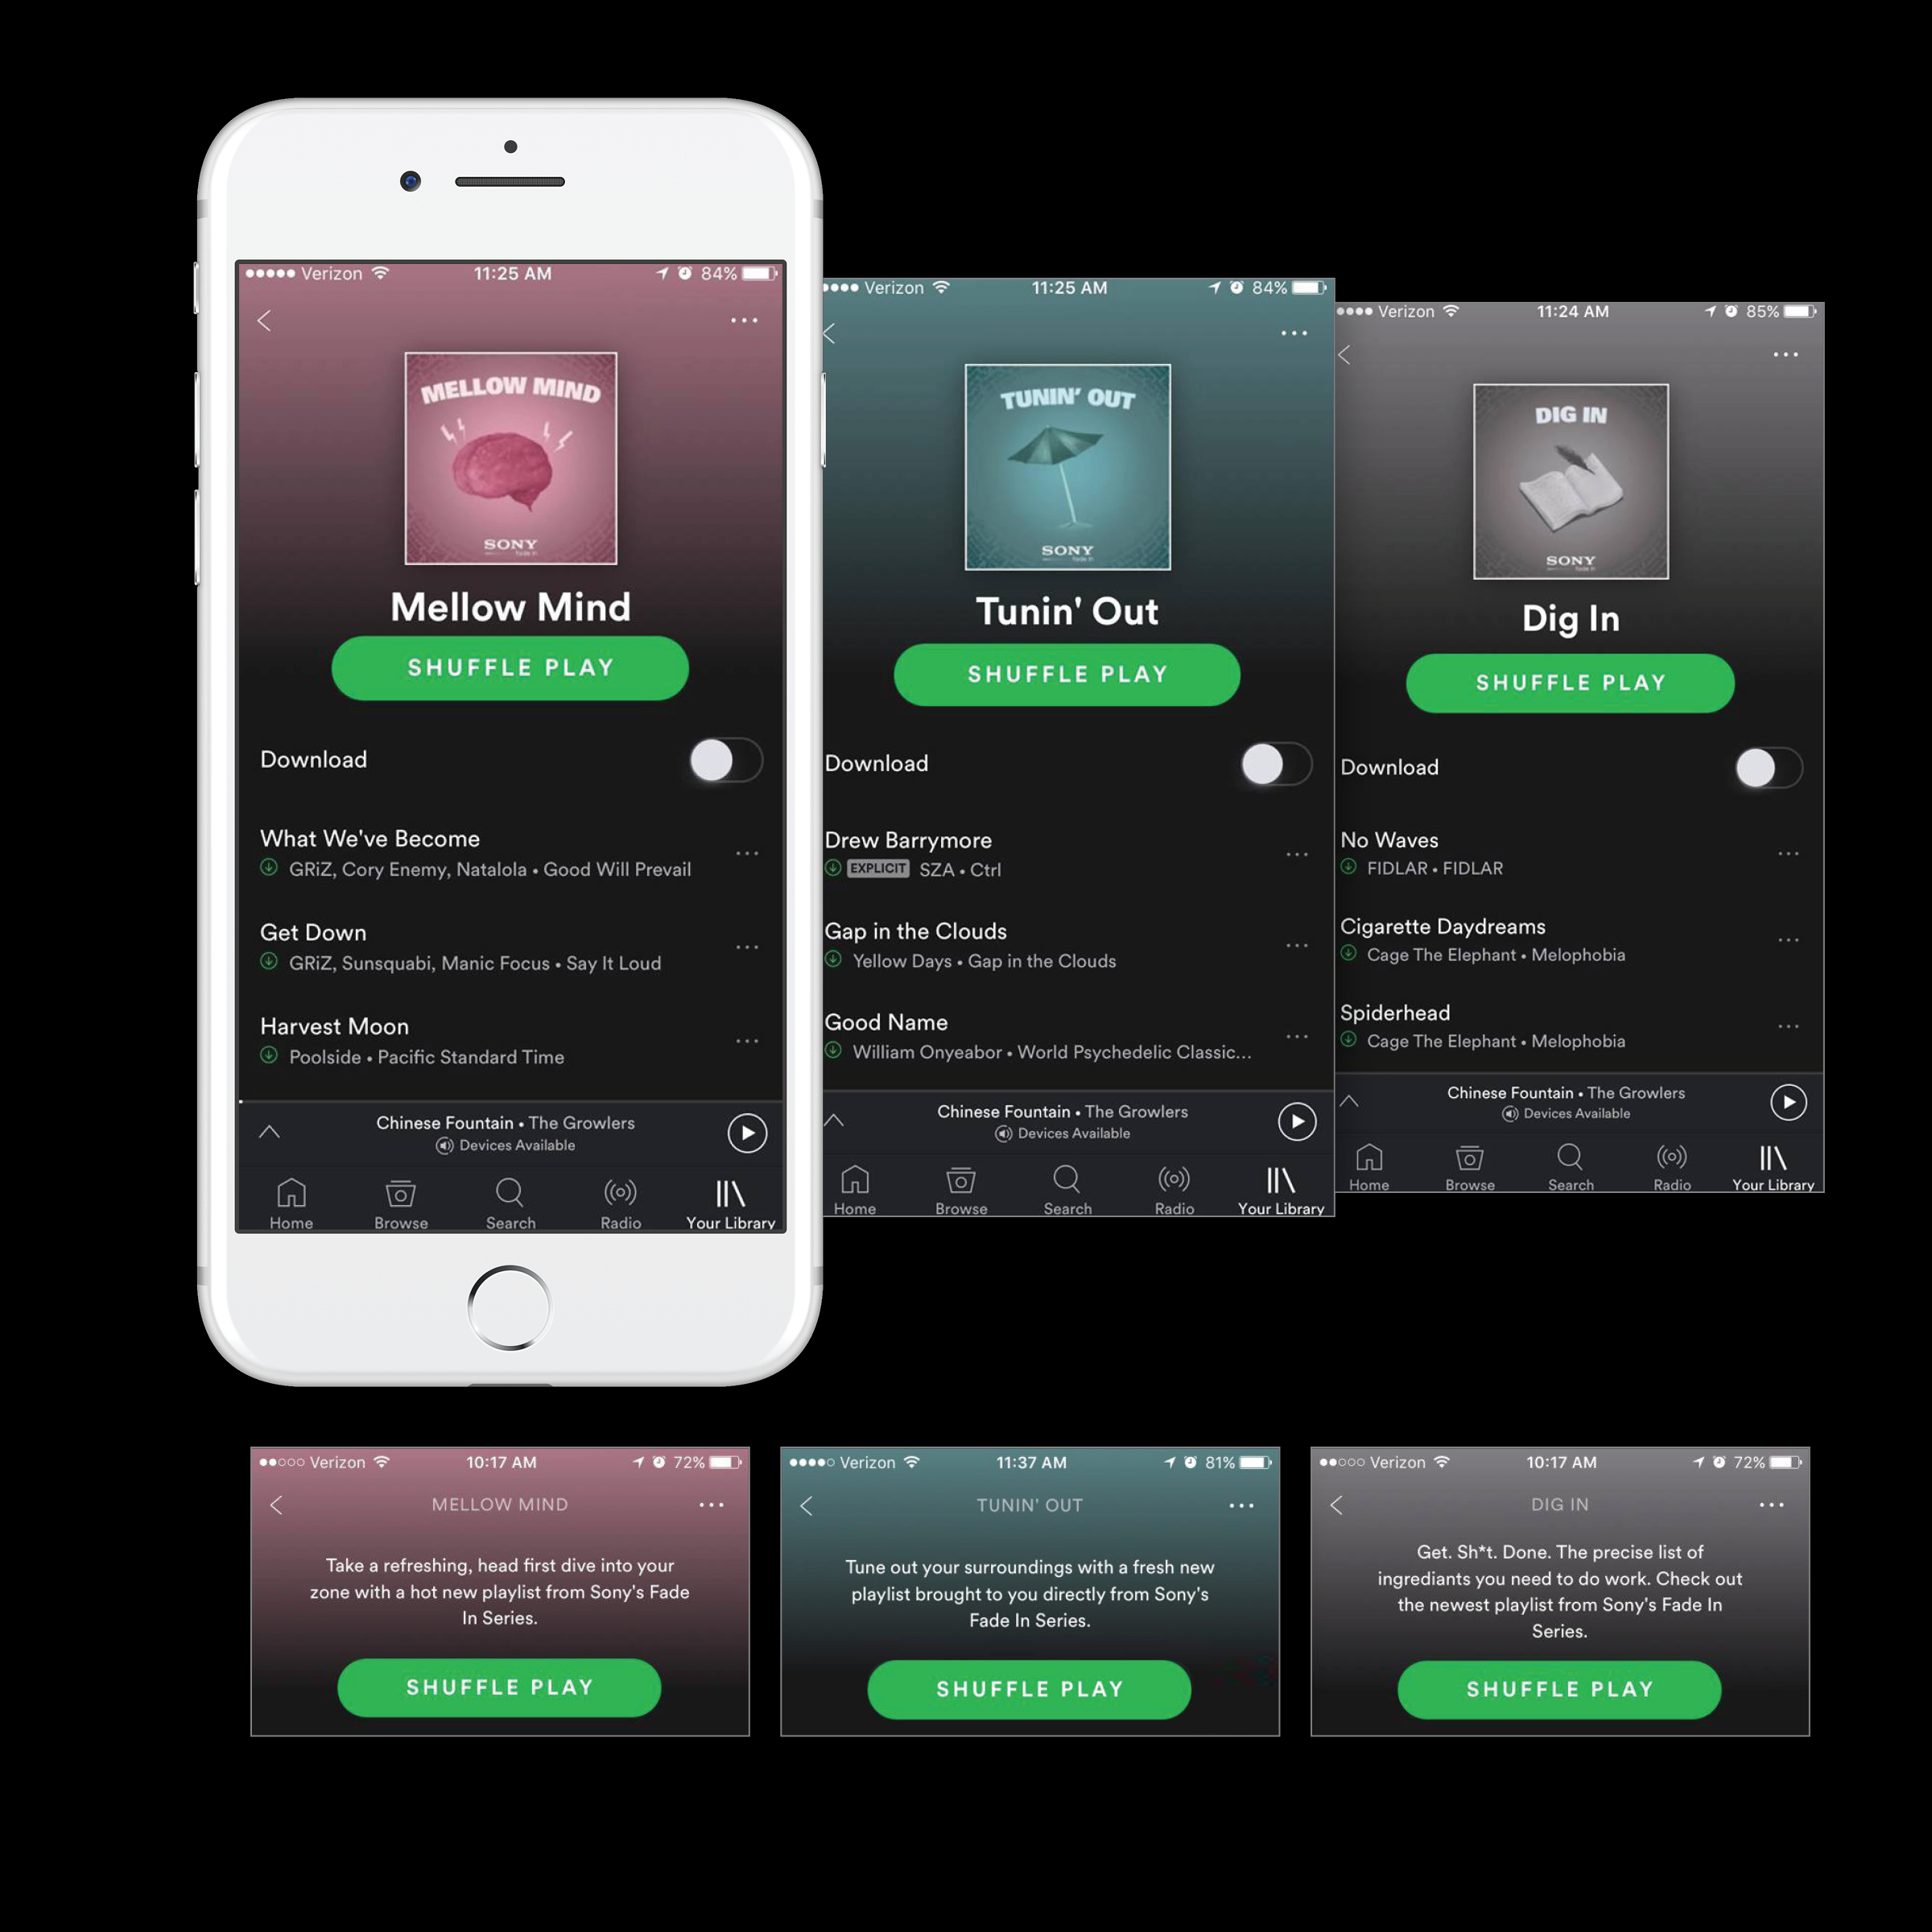 Verizon 11:25 AM 84%
MELLOW MIND
SONY
fade in
Mellow Mind
SHUFFLE PLAY
Download
What We've Become
GRiZ, Cory Enemy, Natalola • Good Will Prevail
Get Down
GRiZ, Sunsquabi, Manic Focus • Say It Loud
Harvest Moon
Poolside • Pacific Standard Time
Chinese Fountain • The Growlers
Devices Available
Home Browse Search Radio Your Library
Verizon 11:25 AM 84%
TUNIN' OUT
SONY
fade in
Tunin' Out
SHUFFLE PLAY
Download
Drew Barrymore
EXPLICIT SZA • Ctrl
Gap in the Clouds
Yellow Days • Gap in the Clouds
Good Name
William Onyeabor • World Psychedelic Classic...
Chinese Fountain • The Growlers
Devices Available
Home Browse Search Radio Your Library
Verizon 11:24 AM 85%
DIG IN
SONY
fade in
Dig In
SHUFFLE PLAY
Download
No Waves
FIDLAR • FIDLAR
Cigarette Daydreams
Cage The Elephant • Melophobia
Spiderhead
Cage The Elephant • Melophobia
Chinese Fountain • The Growlers
Devices Available
Home Browse Search Radio Your Library
Verizon 10:17 AM 72%
MELLOW MIND
Take a refreshing, head first dive into your
zone with a hot new playlist from Sony's Fade
In Series.
SHUFFLE PLAY
Verizon 11:37 AM 81%
TUNIN' OUT
Tune out your surroundings with a fresh new
playlist brought to you directly from Sony's
Fade In Series.
SHUFFLE PLAY
Verizon 10:17 AM 72%
DIG IN
Get. Sh*t. Done. The precise list of
ingrediants you need to do work. Check out
the newest playlist from Sony's Fade In
Series.
SHUFFLE PLAY